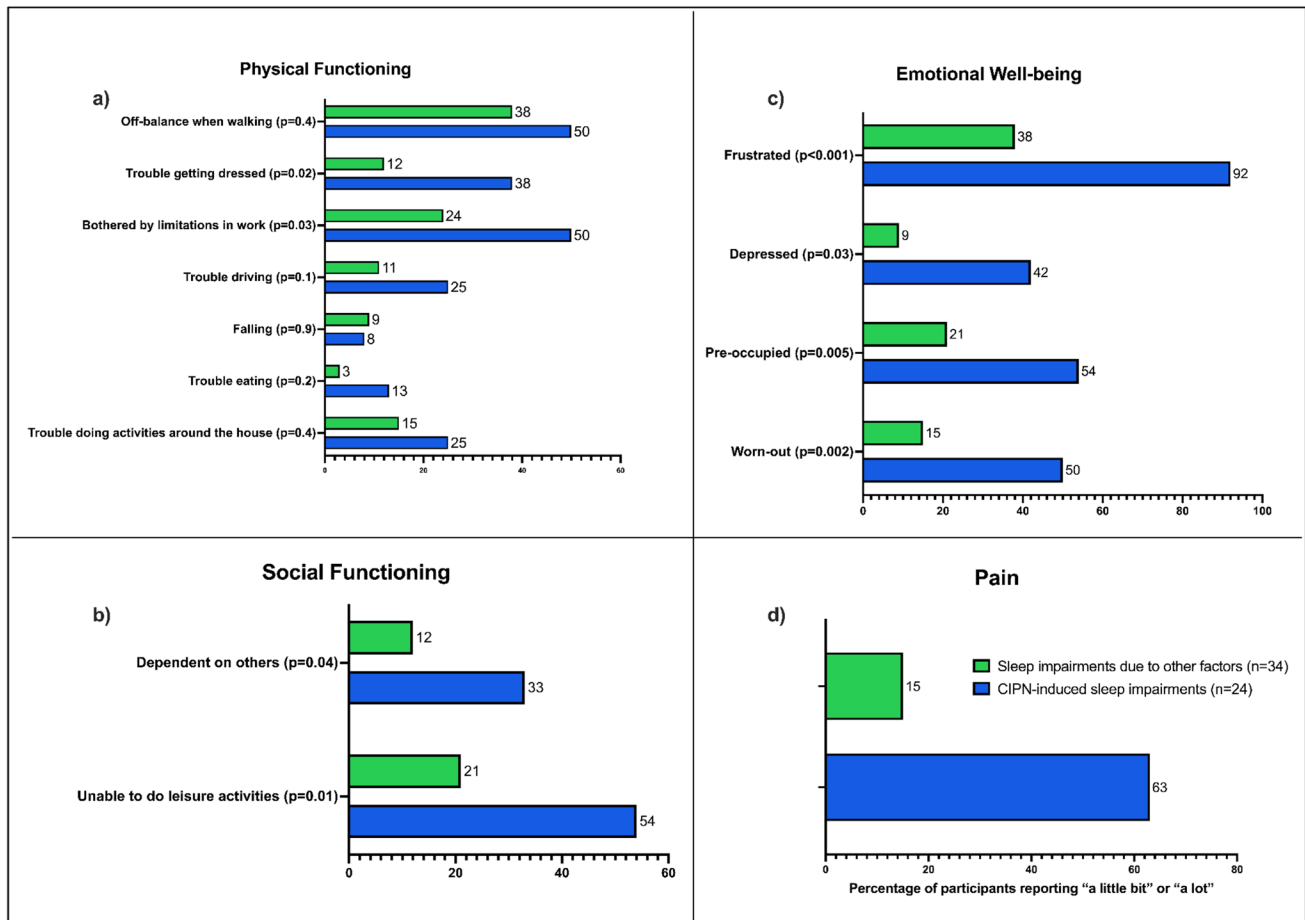 Physical Functioning
a)
Off-balance when walking (p=0.4)
38
50
Trouble getting dressed (p=0.02)
12
38
Bothered by limitations in work (p=0.03)
24
50
Trouble driving (p=0.1)
11
25
Falling (p=0.9)
9
8
Trouble eating (p=0.2)
3
13
Trouble doing activities around the house (p=0.4)
15
25
0 20 40 60
Emotional Well-being
c)
Frustrated (p<0.001)
38
92
Depressed (p=0.03)
9
42
Pre-occupied (p=0.005)
21
54
Worn-out (p=0.002)
15
50
0 20 40 60 80 100
Social Functioning
b)
Dependent on others (p=0.04)
12
33
Unable to do leisure activities (p=0.01)
21
54
0 20 40 60
Pain
d)
15
Sleep impairments due to other factors (n=34)
CIPN-induced sleep impairments (n=24)
63
0 20 40 60 80
Percentage of participants reporting “a little bit” or “a lot”